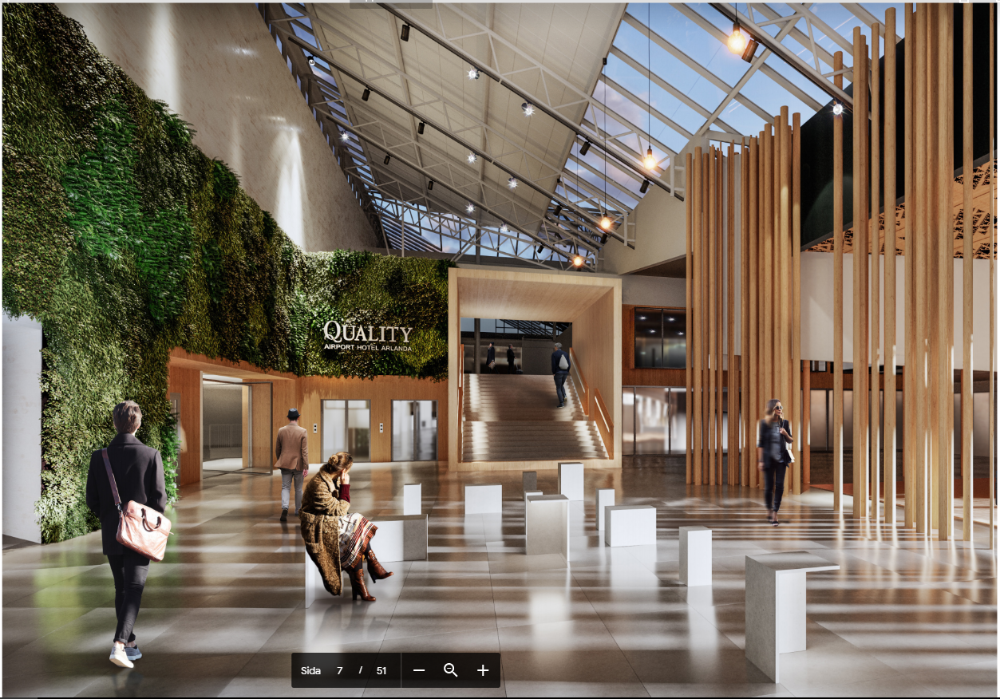 QUALITY
AIRPORT HOTEL ARLANDA
Sida 7 / 51